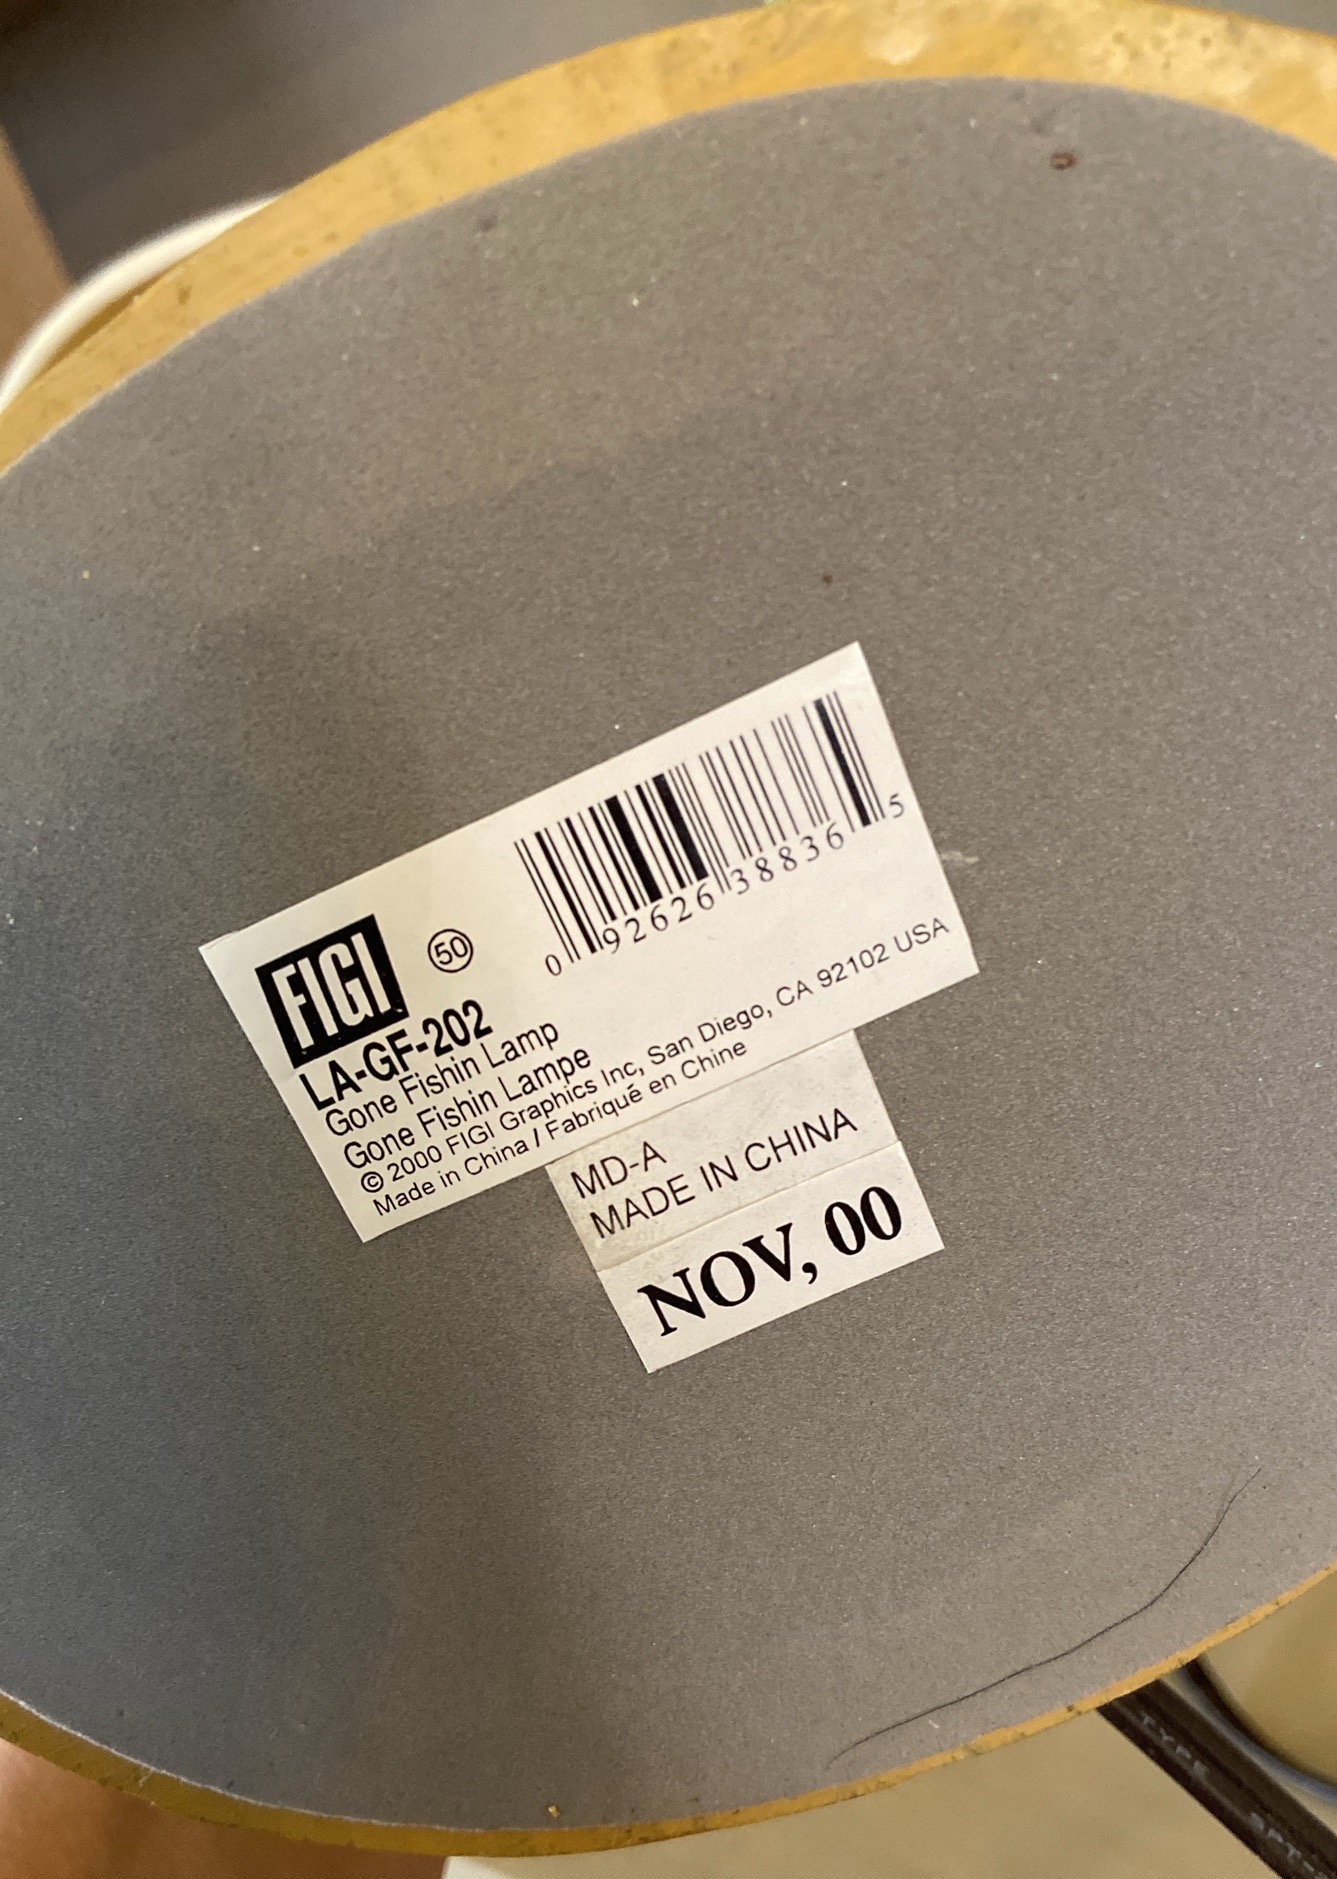 FIGI
50
0 92626 38836 5
LA-GF-202
Gone Fishin Lamp
Gone Fishin Lampe
© 2000 FIGI Graphics Inc, San Diego, CA 92102 USA
Made in China / Fabriqué en Chine
MD-A
MADE IN CHINA
NOV, 00
TYPE